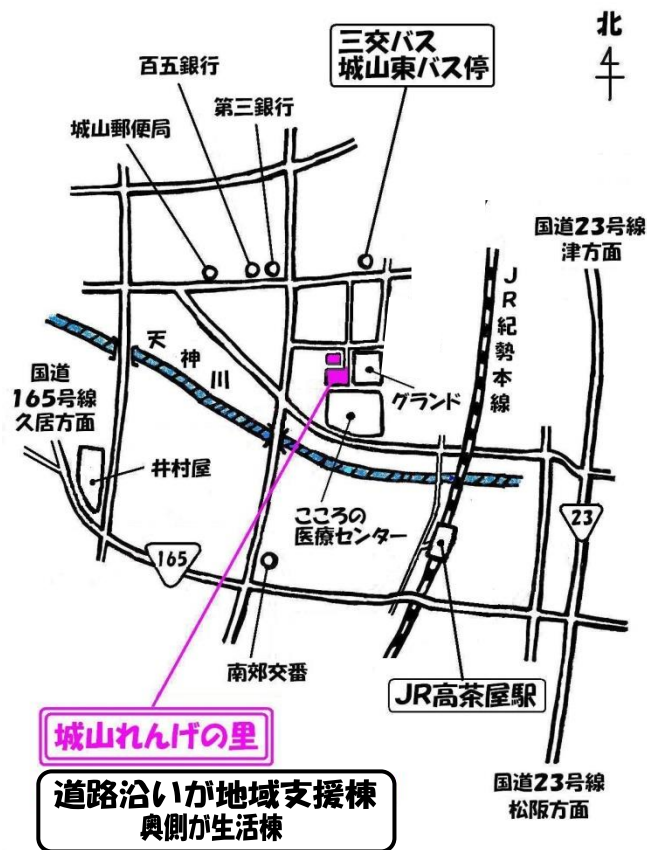 北
三交バス
城山東バス停
百五銀行
第三銀行
城山郵便局
国道23号線
津方面
JR紀勢本線
天神川
国道
165号線
久居方面
グランド
井村屋
こころの
医療センター
23
165
南郊交番
JR高茶屋駅
城山れんげの里
道路沿いが地域支援棟
奥側が生活棟
国道23号線
松阪方面